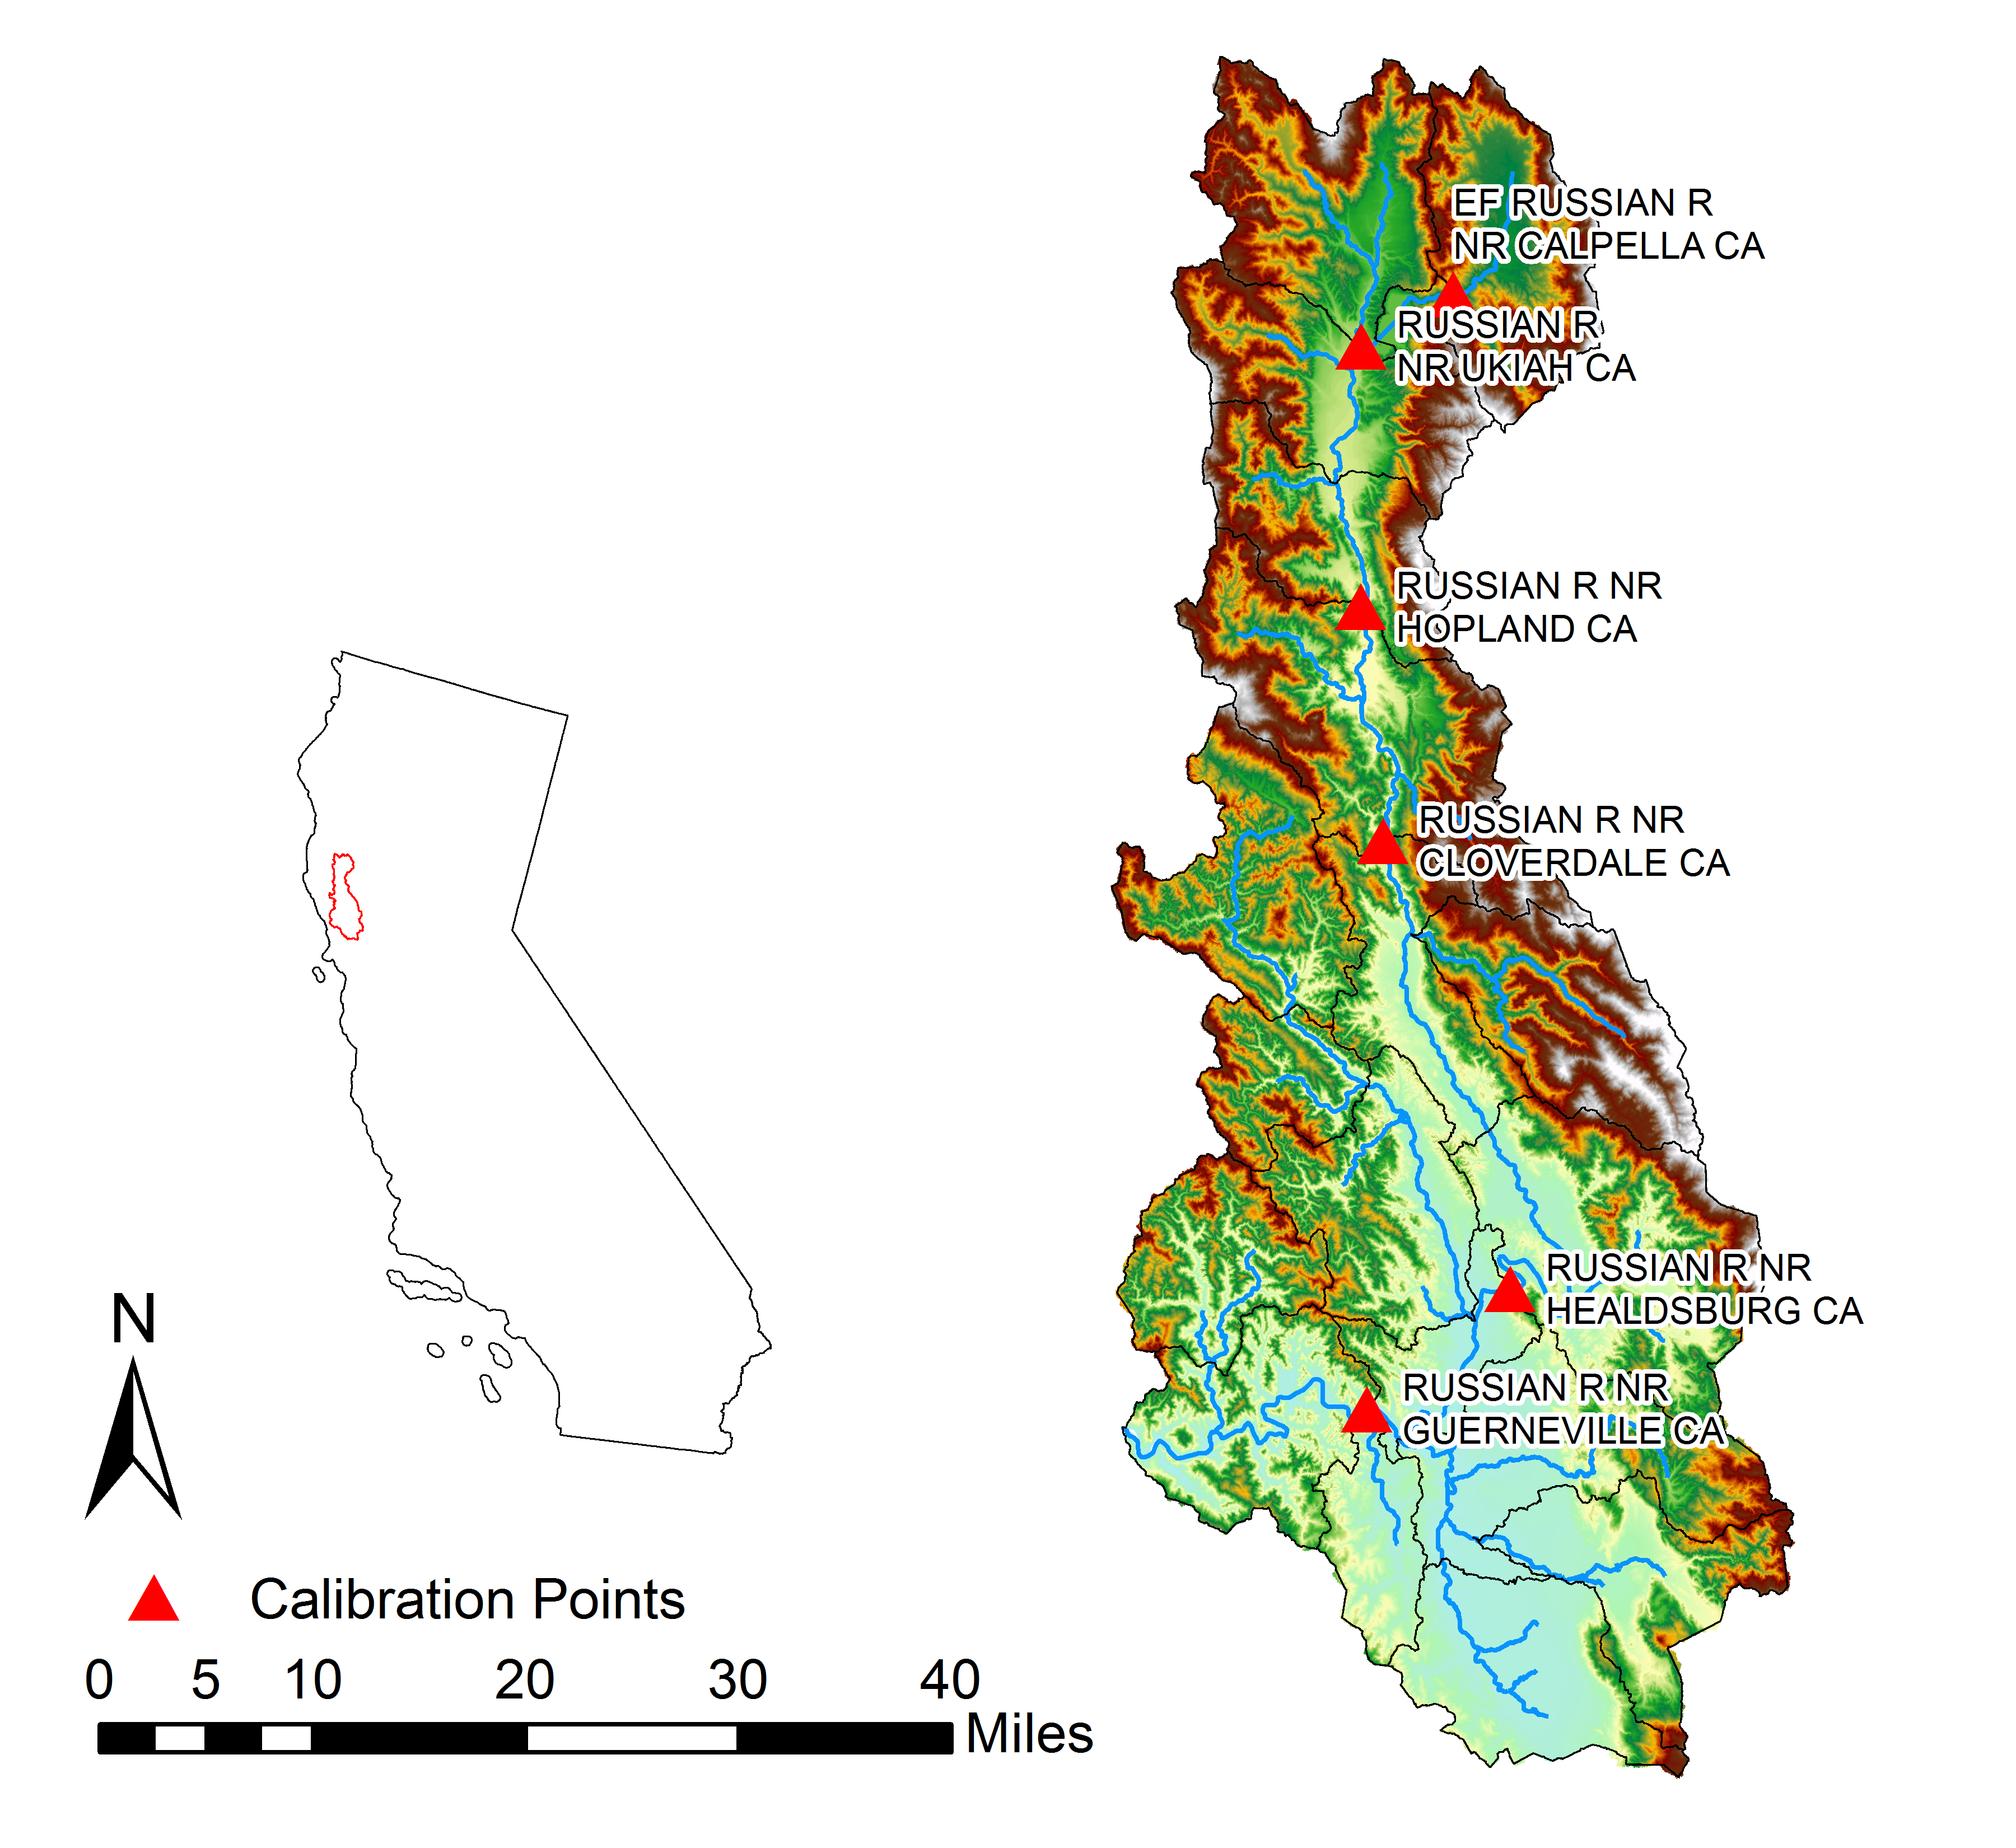 EF RUSSIAN R
NR CALPELLA CA
RUSSIAN R
NR UKIAH CA
RUSSIAN R NR
HOPLAND CA
RUSSIAN R NR
CLOVERDALE CA
RUSSIAN R NR
HEALDSBURG CA
RUSSIAN R NR
GUERNEVILLE CA
N
Calibration Points
0 5 10 20 30 40
Miles